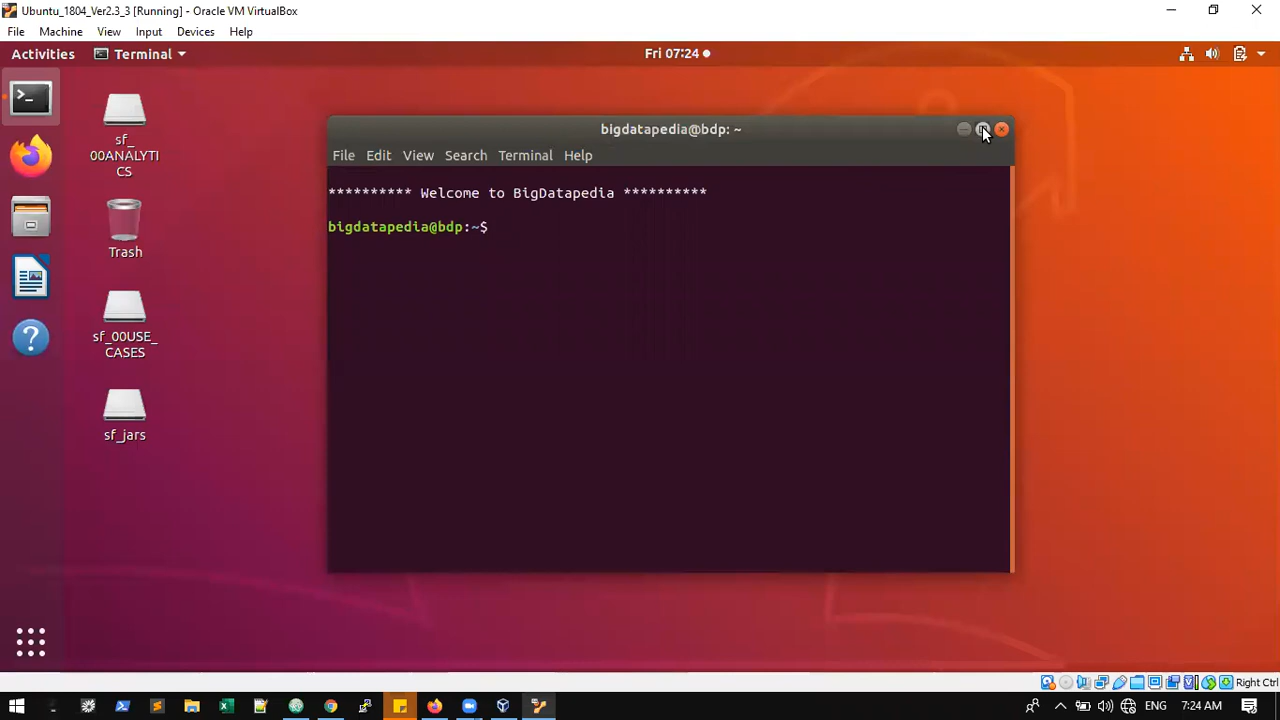 Ubuntu_1804_Ver2.3_3 [Running] - Oracle VM VirtualBox
File Machine View Input Devices Help
Activities Terminal Fri 07:24
bigdatapedia@bdp: ~
File Edit View Search Terminal Help
********** Welcome to BigDatapedia **********
bigdatapedia@bdp:~$
sf_
00ANALYTI
CS
Trash
sf_00USE_
CASES
sf_jars
Right Ctrl
ENG 7:24 AM